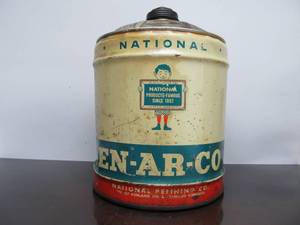 NATIONAL
NATIONAL
PRODUCTS-FAMOUS
SINCE 1882
EN-AR-CO
NATIONAL REFINING CO.